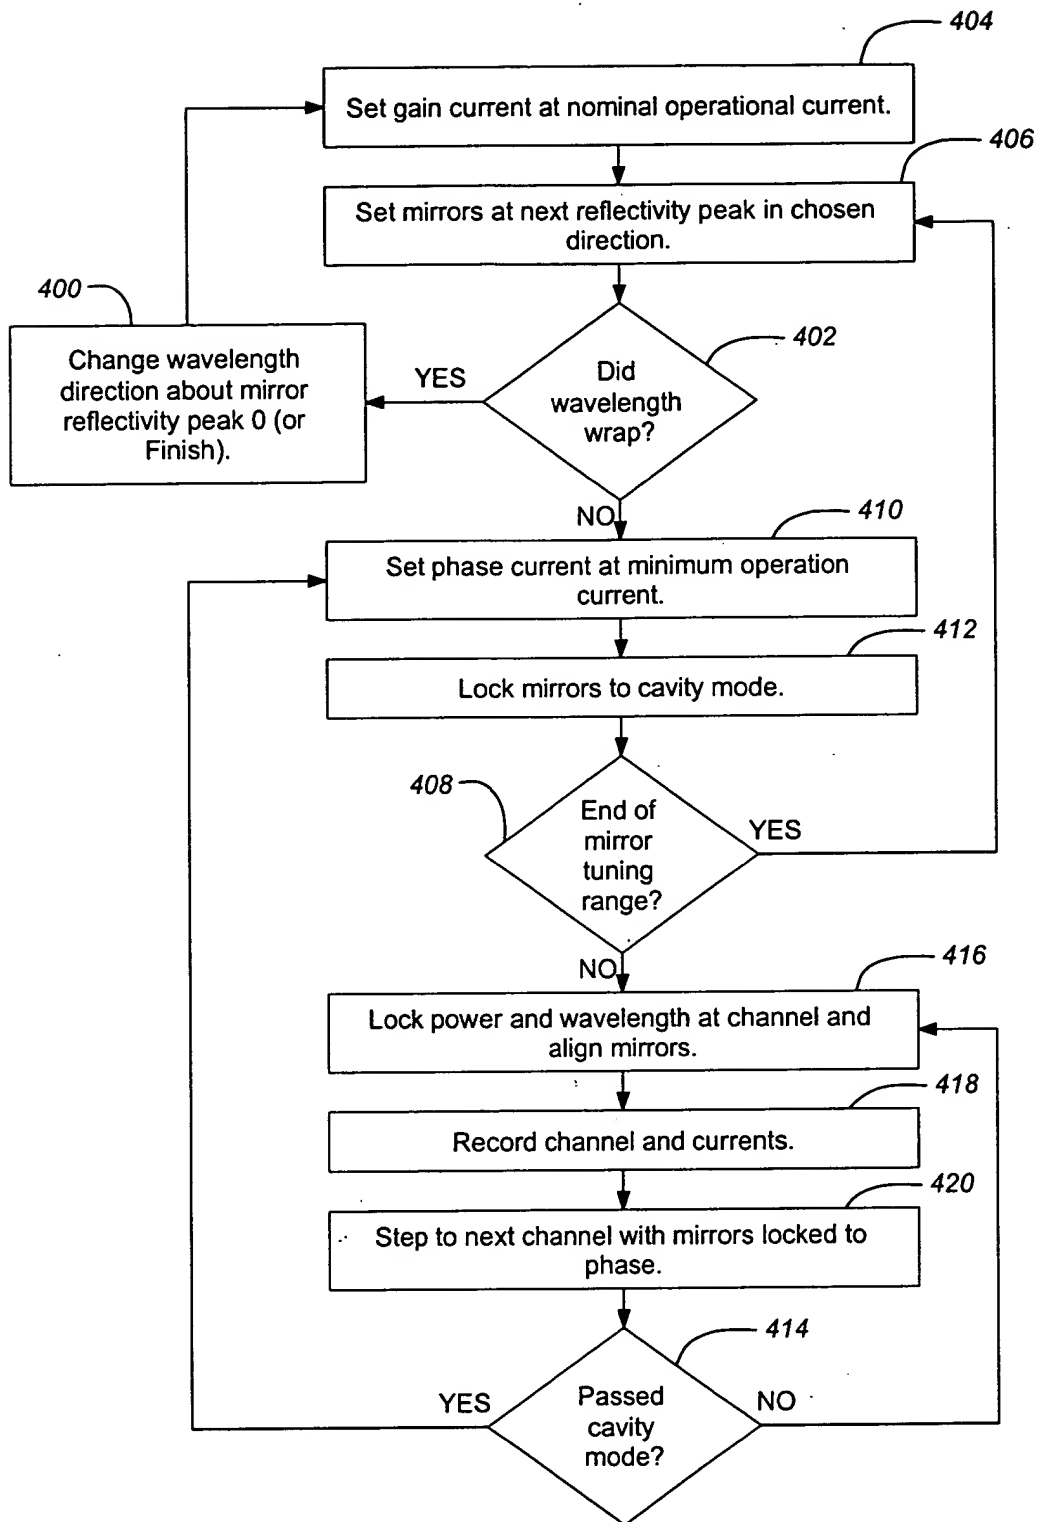 404
Set gain current at nominal operational current.
406
Set mirrors at next reflectivity peak in chosen
direction.
400
Change wavelength
direction about mirror
reflectivity peak 0 (or
Finish).
YES
402
Did
wavelength
wrap?
NO
410
Set phase current at minimum operation
current.
412
Lock mirrors to cavity mode.
408
End of
mirror
tuning
range?
YES
NO
416
Lock power and wavelength at channel and
align mirrors.
418
Record channel and currents.
420
Step to next channel with mirrors locked to
phase.
414
YES
Passed
cavity
mode?
NO